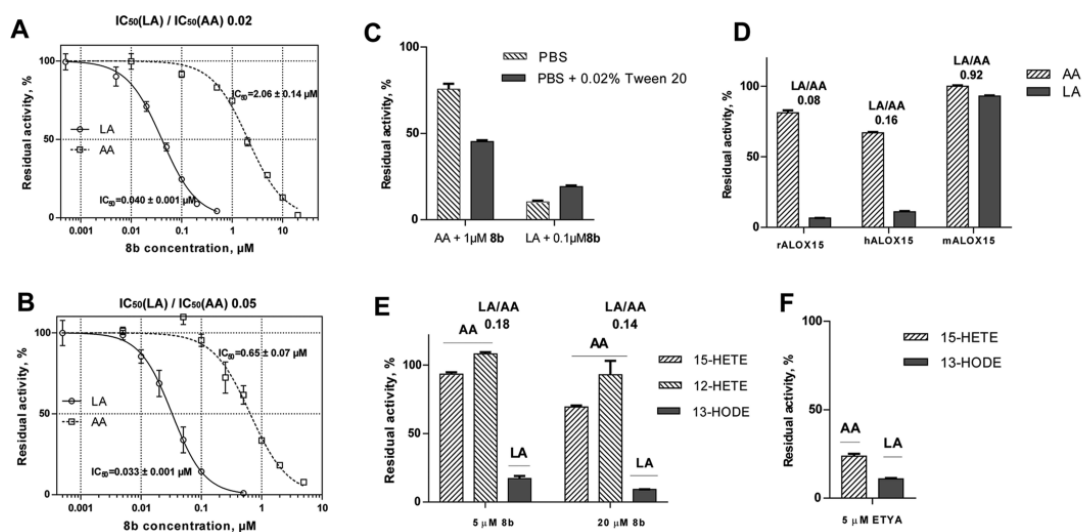 A
IC₅₀(LA) / IC₅₀(AA) 0.02
Residual activity, %
100
50
0
IC₅₀=2.06 ± 0.14 µM
LA
AA
IC₅₀=0.040 ± 0.001 µM
0.001 0.01 0.1 1 10
8b concentration, µM
B
IC₅₀(LA) / IC₅₀(AA) 0.05
Residual activity, %
100
50
0
IC₅₀=0.65 ± 0.07 µM
LA
AA
IC₅₀=0.033 ± 0.001 µM
0.001 0.01 0.1 1 10
8b concentration, µM
C
Residual activity, %
100
50
0
PBS
PBS + 0.02% Tween 20
AA + 1µM 8b LA + 0.1µM8b
D
Residual activity, %
100
50
0
LA/AA
0.08
LA/AA
0.16
LA/AA
0.92
AA
LA
rALOX15 hALOX15 mALOX15
E
Residual activity, %
100
50
0
LA/AA
0.18
LA/AA
0.14
AA
AA
LA
LA
15-HETE
12-HETE
13-HODE
5 µM 8b 20 µM 8b
F
Residual activity, %
100
50
0
AA
LA
15-HETE
13-HODE
5 µM ETYA